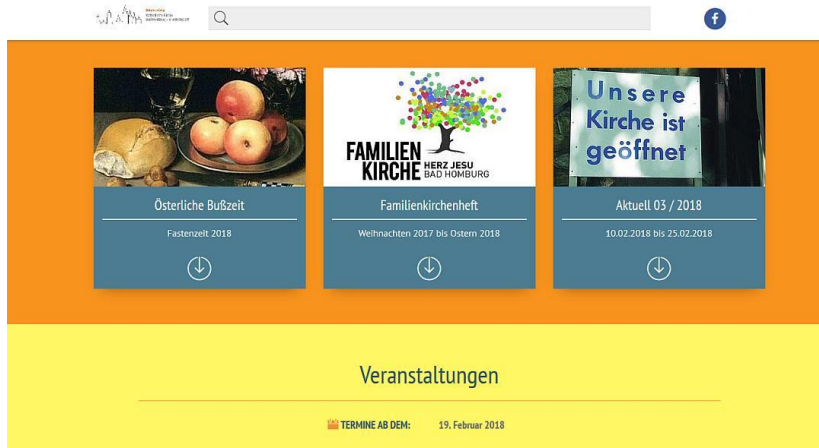 Unsere
Kirche ist
geöffnet
FAMILIEN
KIRCHE HERZ JESU
BAD HOMBURG
Österliche Bußzeit
Fastenzeit 2018
Familienkirchenheft
Weihnachten 2017 bis Ostern 2018
Aktuell 03 / 2018
10.02.2018 bis 25.02.2018
Veranstaltungen
TERMINE AB DEM: 19. Februar 2018